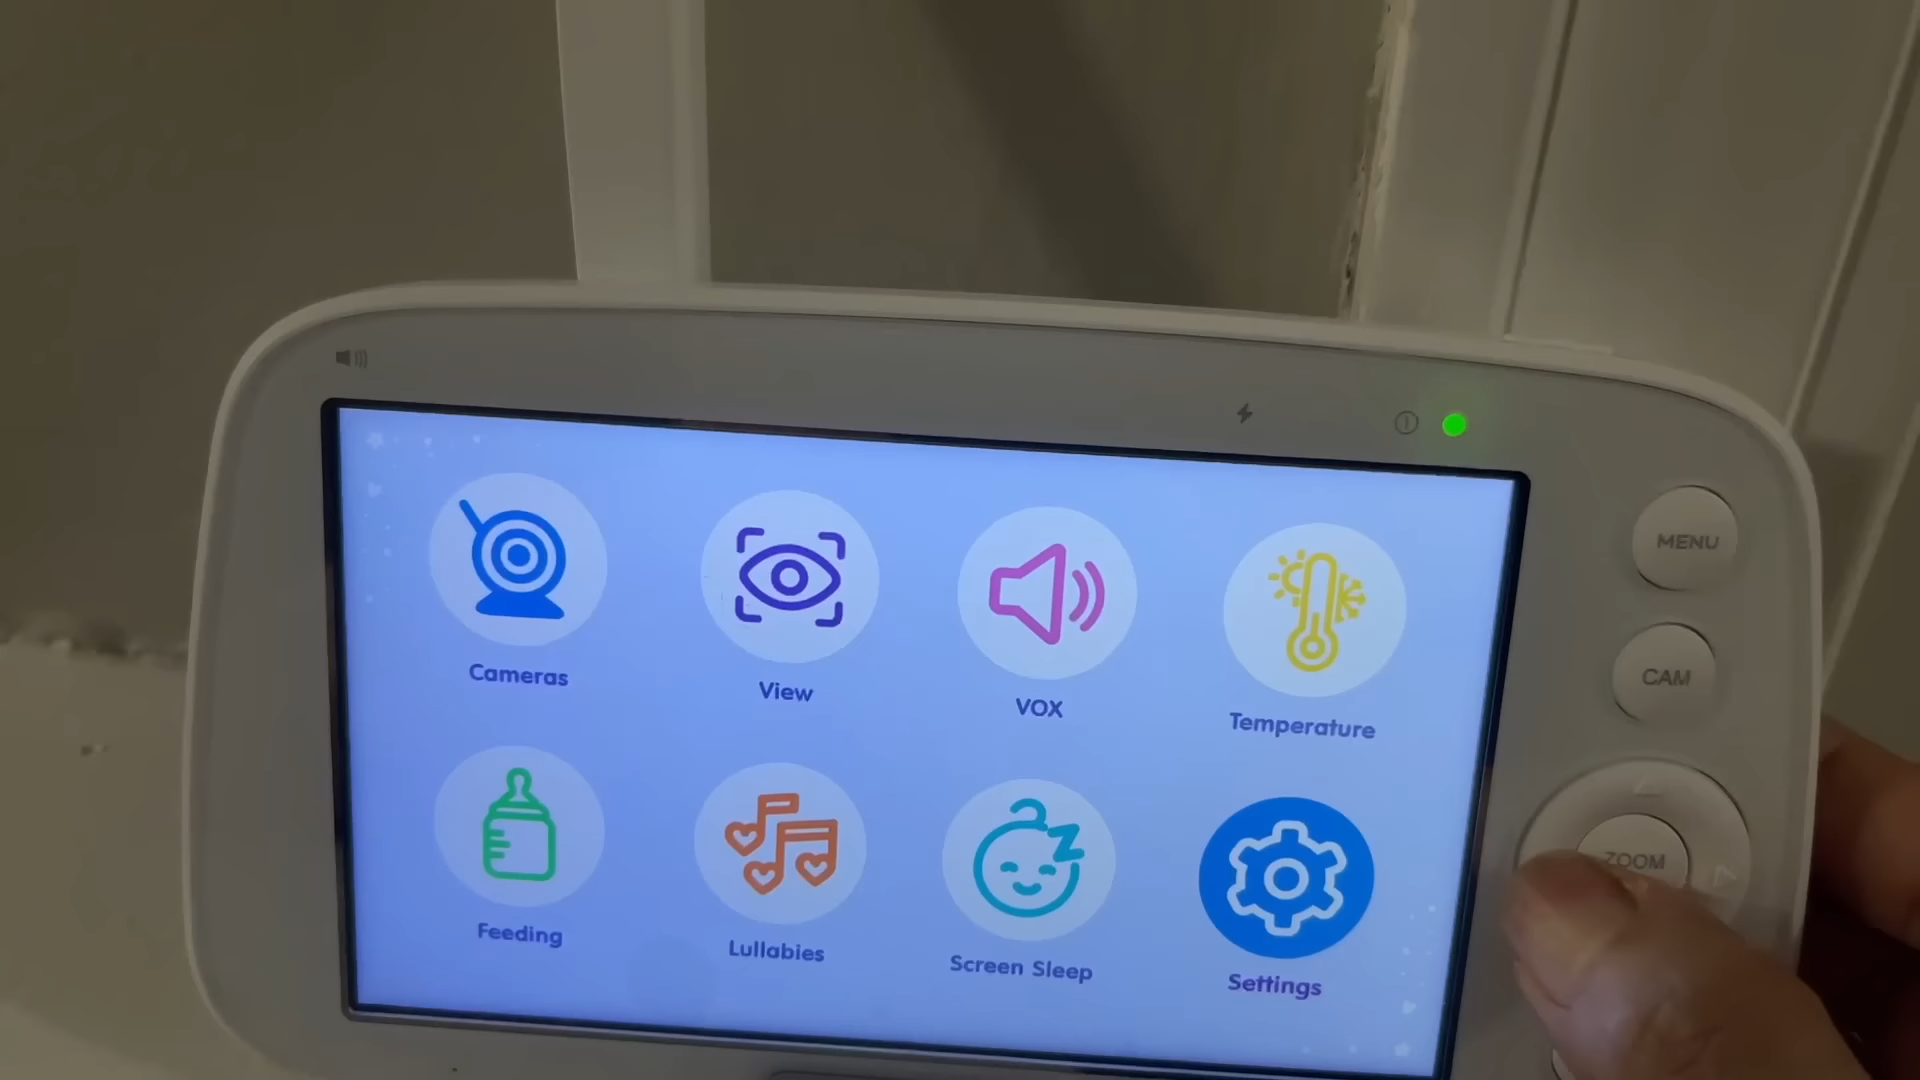 MENU
CAM
ZOOM
Cameras
View
VOX
Temperature
Feeding
Lullabies
Screen Sleep
Settings